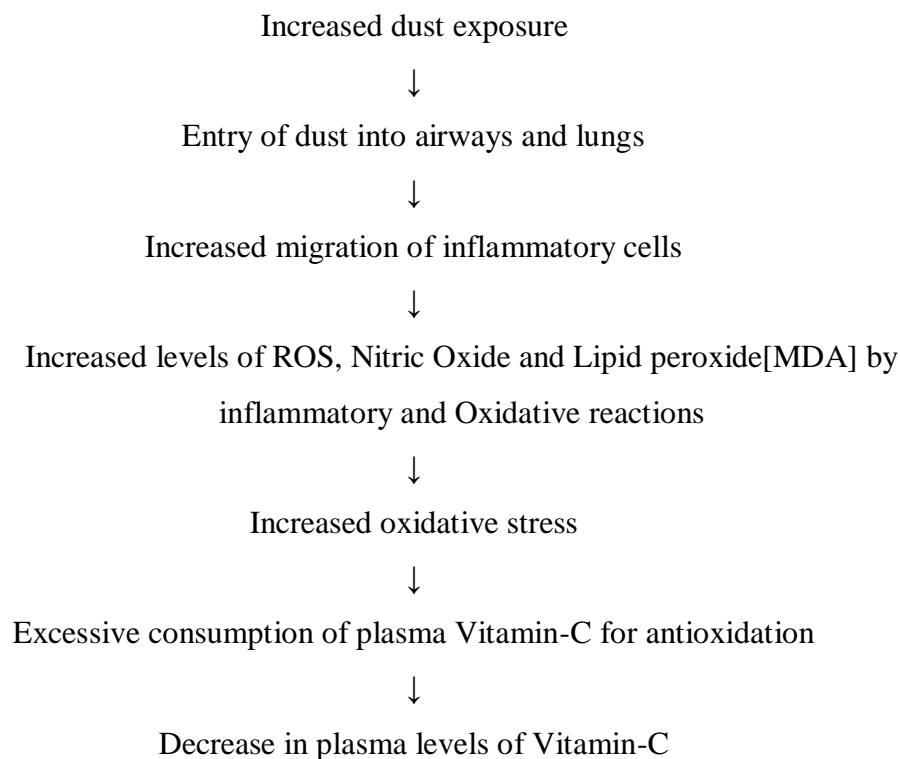 Increased dust exposure
↓
Entry of dust into airways and lungs
↓
Increased migration of inflammatory cells
↓
Increased levels of ROS, Nitric Oxide and Lipid peroxide[MDA] by
inflammatory and Oxidative reactions
↓
Increased oxidative stress
↓
Excessive consumption of plasma Vitamin-C for antioxidation
↓
Decrease in plasma levels of Vitamin-C